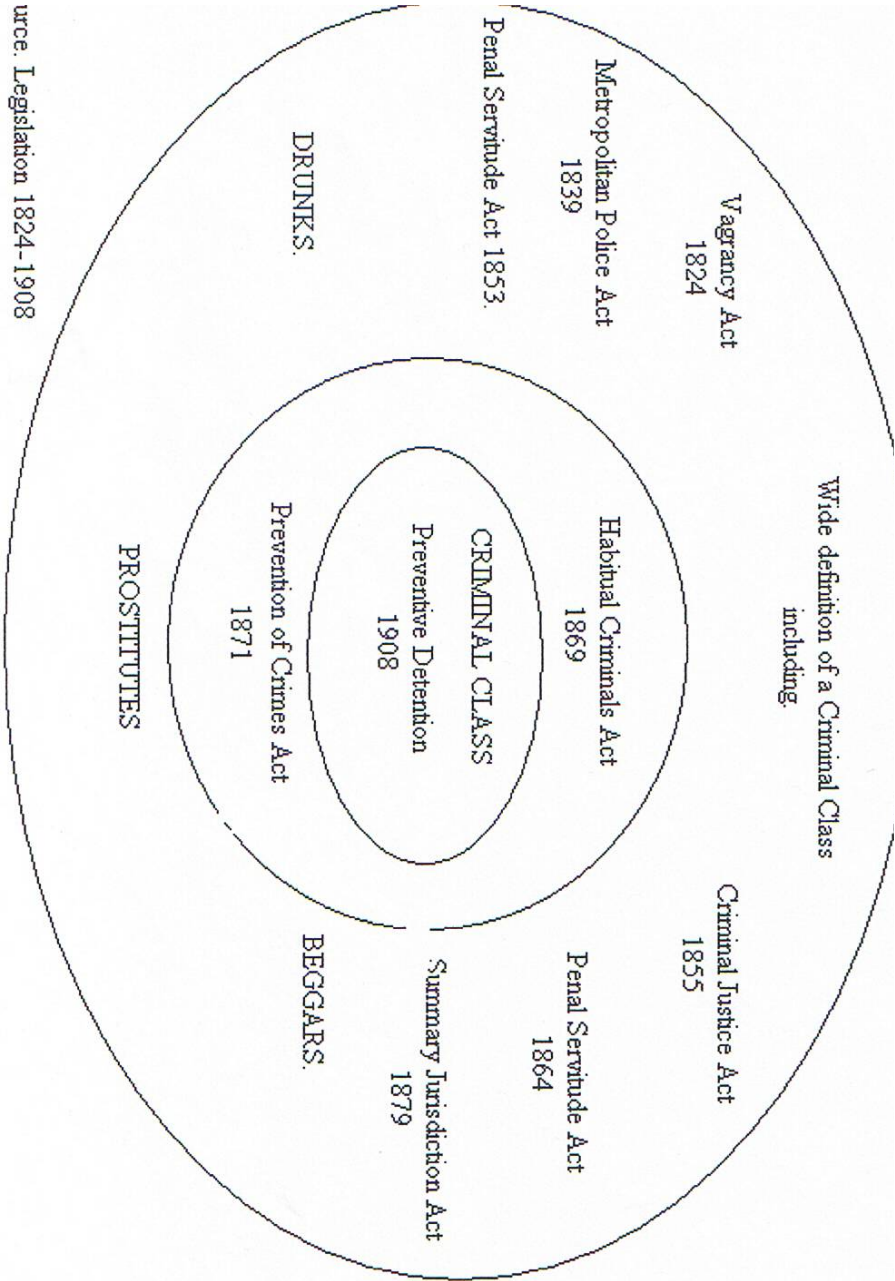 Wide definition of a Criminal Class
including.
Vagrancy Act
1824
Criminal Justice Act
1855
Metropolitan Police Act
1839
Habitual Criminals Act
1869
Penal Servitude Act
1864
Penal Servitude Act 1853.
CRIMINAL CLASS
Preventive Detention
1908
Summary Jurisdiction Act
1879
DRUNKS.
Prevention of Crimes Act
1871
BEGGARS.
PROSTITUTES
urce. Legislation 1824-1908